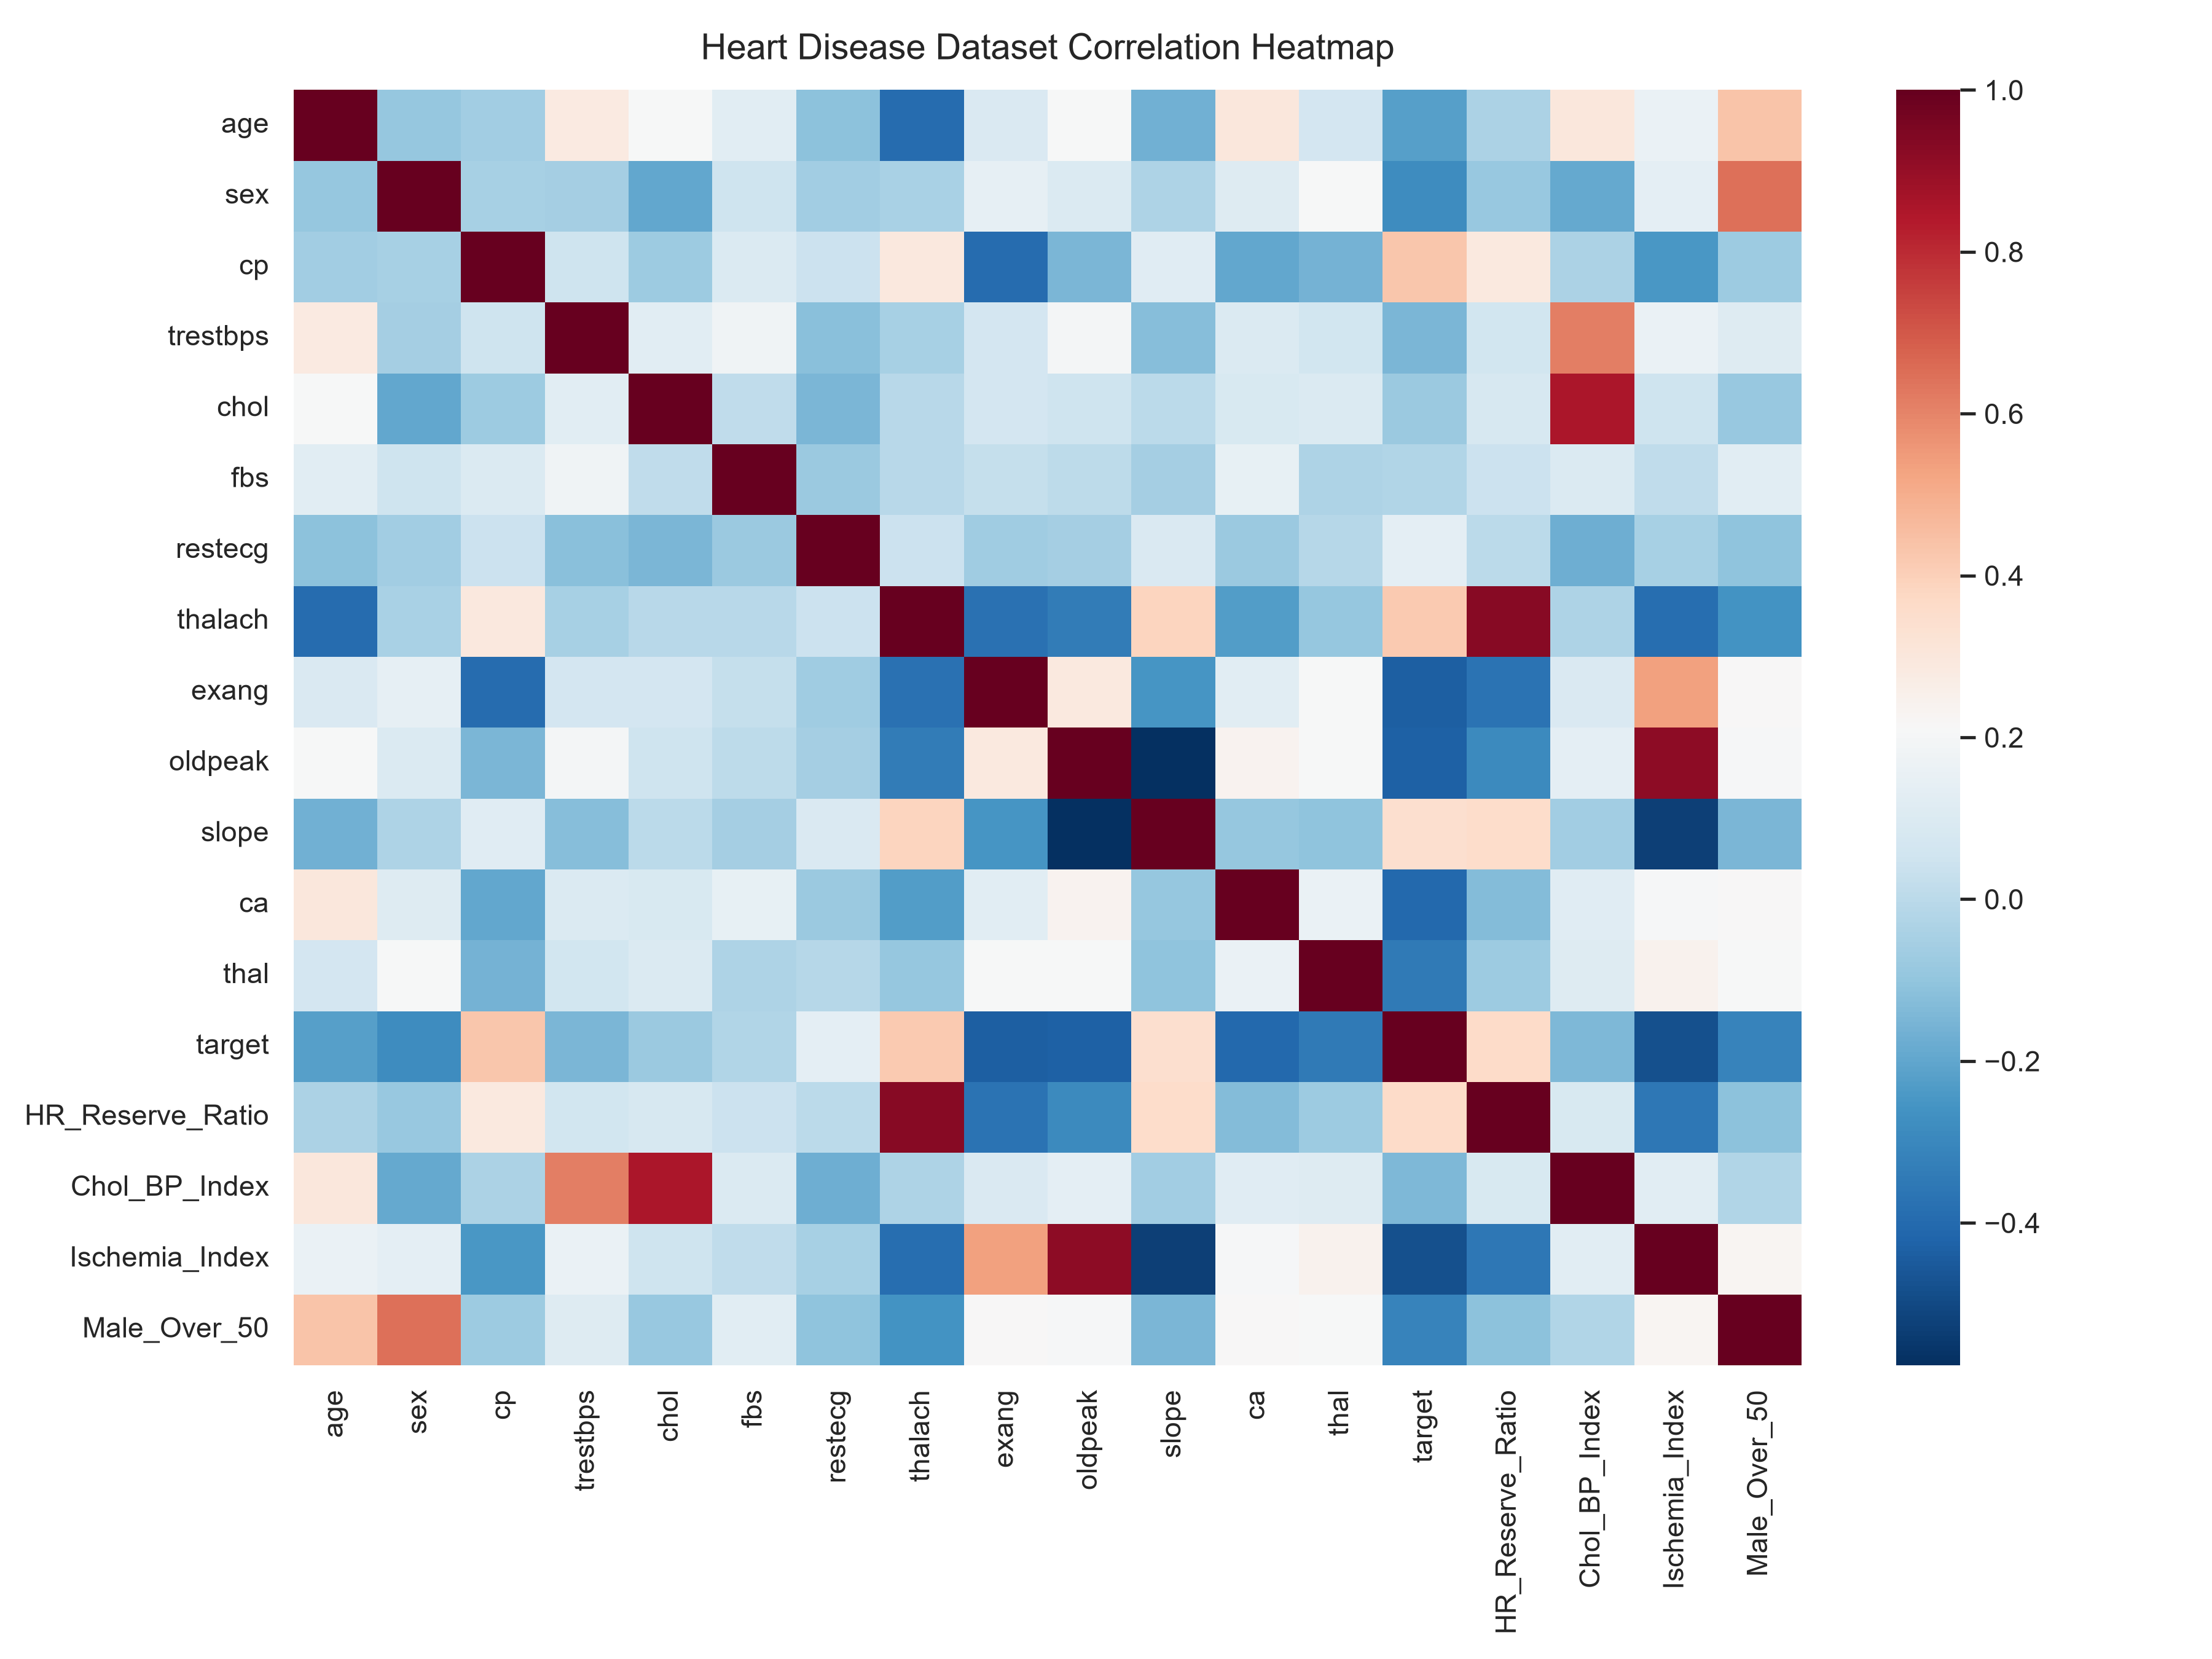 Heart Disease Dataset Correlation Heatmap
age
sex
cp
trestbps
chol
fbs
restecg
thalach
exang
oldpeak
slope
ca
thal
target
HR_Reserve_Ratio
Chol_BP_Index
Ischemia_Index
Male_Over_50
age
sex
cp
trestbps
chol
fbs
restecg
thalach
exang
oldpeak
slope
ca
thal
target
HR_Reserve_Ratio
Chol_BP_Index
Ischemia_Index
Male_Over_50
1.0
0.8
0.6
0.4
0.2
0.0
−0.2
−0.4